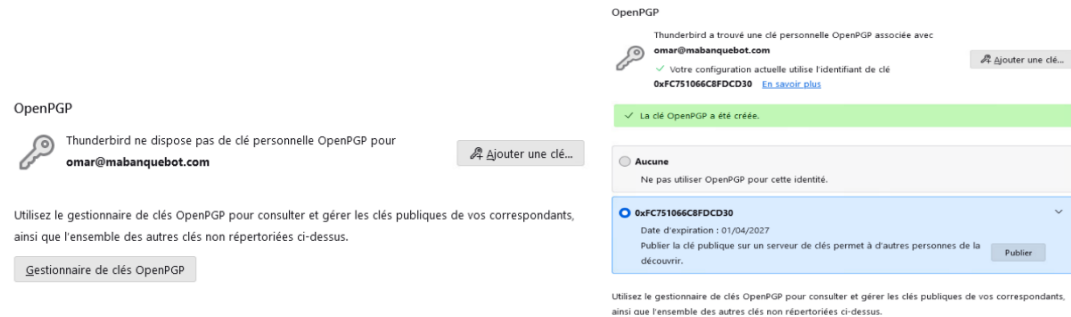 OpenPGP
Thunderbird ne dispose pas de clé personnelle OpenPGP pour
omar@mabanquebot.com
Ajouter une clé...
Utilisez le gestionnaire de clés OpenPGP pour consulter et gérer les clés publiques de vos correspondants,
ainsi que l'ensemble des autres clés non répertoriées ci-dessus.
Gestionnaire de clés OpenPGP
OpenPGP
Thunderbird a trouvé une clé personnelle OpenPGP associée avec
omar@mabanquebot.com
Votre configuration actuelle utilise l'identifiant de clé
0xFC751066C8FDCD30 En savoir plus
Ajouter une clé...
La clé OpenPGP a été créée.
Aucune
Ne pas utiliser OpenPGP pour cette identité.
0xFC751066C8FDCD30
Date d'expiration : 01/04/2027
Publier la clé publique sur un serveur de clés permet à d'autres personnes de la
découvrir.
Publier
Utilisez le gestionnaire de clés OpenPGP pour consulter et gérer les clés publiques de vos correspondants,
ainsi que l'ensemble des autres clés non répertoriées ci-dessus.